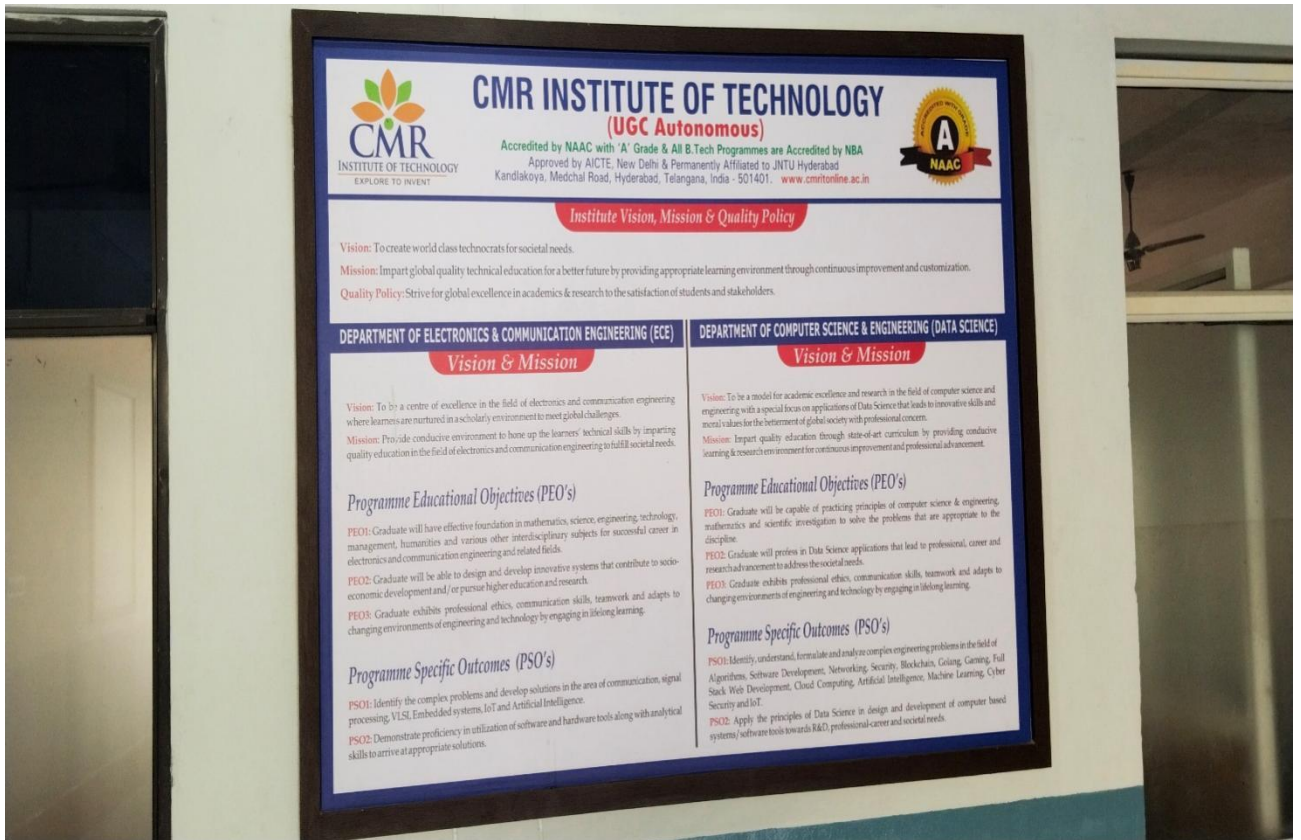 CMR
INSTITUTE OF TECHNOLOGY
EXPLORE TO INVENT
CMR INSTITUTE OF TECHNOLOGY
(UGC Autonomous)
Accredited by NAAC with 'A' Grade & All B.Tech Programmes are Accredited by NBA
Approved by AICTE, New Delhi & Permanently Affiliated to JNTU Hyderabad
Kandlakoya, Medchal Road, Hyderabad, Telangana, India - 501401. www.cmritonline.ac.in
ACCREDITED WITH GRADE
A
NAAC
Institute Vision, Mission & Quality Policy
Vision: To create world class technocrats for societal needs.
Mission: Impart global quality technical education for a better future by providing appropriate learning environment through continuous improvement and customization.
Quality Policy: Strive for global excellence in academics & research to the satisfaction of students and stakeholders.
DEPARTMENT OF ELECTRONICS & COMMUNICATION ENGINEERING (ECE)
Vision & Mission
Vision: To be a centre of excellence in the field of electronics and communication engineering
where learners are nurtured in a scholarly environment to meet global challenges.
Mission: Provide conducive environment to hone up the learners' technical skills by imparting
quality education in the field of electronics and communication engineering to fulfill societal needs.
Programme Educational Objectives (PEO's)
PEO1: Graduate will have effective foundation in mathematics, science, engineering, technology,
management, humanities and various other interdisciplinary subjects for successful career in
electronics and communication engineering and related fields.
PEO2: Graduate will be able to design and develop innovative systems that contribute to socio-
economic development and/or pursue higher education and research.
PEO3: Graduate exhibits professional ethics, communication skills, teamwork and adapts to
changing environments of engineering and technology by engaging in lifelong learning.
Programme Specific Outcomes (PSO's)
PSO1: Identify the complex problems and develop solutions in the area of communication, signal
processing, VLSI, Embedded systems, IoT and Artificial Intelligence.
PSO2: Demonstrate proficiency in utilization of software and hardware tools along with analytical
skills to arrive at appropriate solutions.
DEPARTMENT OF COMPUTER SCIENCE & ENGINEERING (DATA SCIENCE)
Vision & Mission
Vision: To be a model for academic excellence and research in the field of computer science and
engineering with a special focus on applications of Data Science that leads to innovative skills and
moral values for the betterment of global society with professional concern.
Mission: Impart quality education through state-of-art curriculum by providing conducive
learning & research environment for continuous improvement and professional advancement.
Programme Educational Objectives (PEO's)
PEO1: Graduate will be capable of practicing principles of computer science & engineering,
mathematics and scientific investigation to solve the problems that are appropriate to the
discipline.
PEO2: Graduate will profess in Data Science applications that lead to professional, career and
research advancement to address the societal needs.
PEO3: Graduate exhibits professional ethics, communication skills, teamwork and adapts to
changing environments of engineering and technology by engaging in lifelong learning.
Programme Specific Outcomes (PSO's)
PSO1: Identify, understand, formulate and analyze complex engineering problems in the field of
Algorithms, Software Development, Networking, Security, Blockchain, Golang, Gaming, Full
Stack Web Development, Cloud Computing, Artificial Intelligence, Machine Learning, Cyber
Security and IoT.
PSO2: Apply the principles of Data Science in design and development of computer based
systems/software tools towards R&D, professional-career and societal needs.